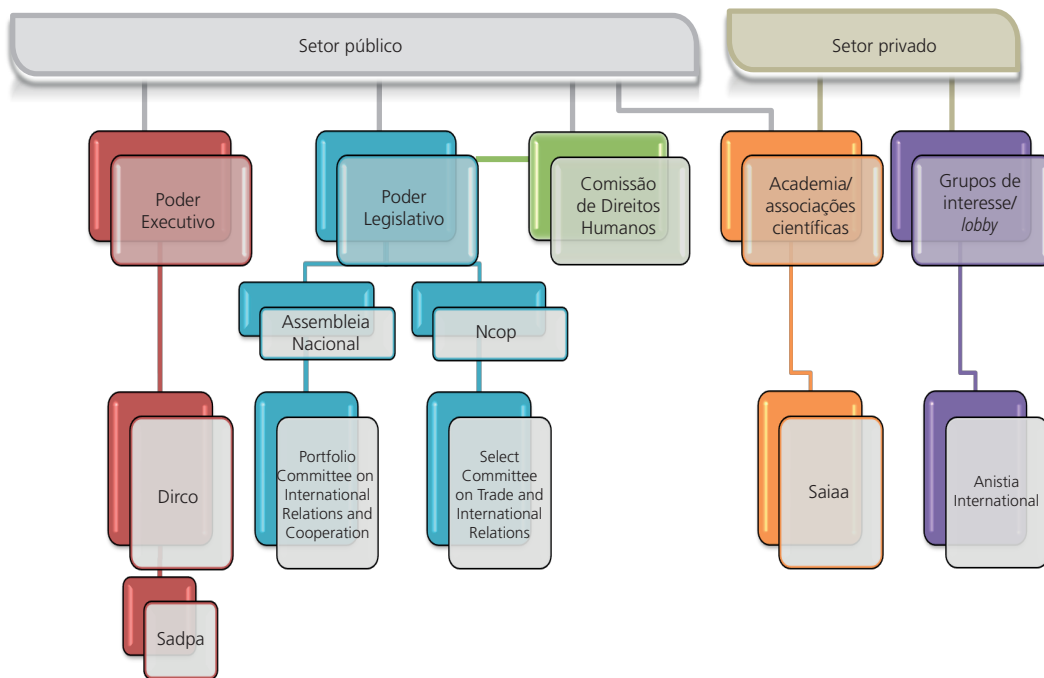 Setor público
Setor privado
Poder
Executivo
Poder
Legislativo
Comissão
de Direitos
Humanos
Academia/
associações
científicas
Grupos de
interesse/
lobby
Assembleia
Nacional
Ncop
Dirco
Portfolio
Committee on
International
Relations and
Cooperation
Select
Committee
on Trade and
International
Relations
Saiaa
Anistia
International
Sadpa